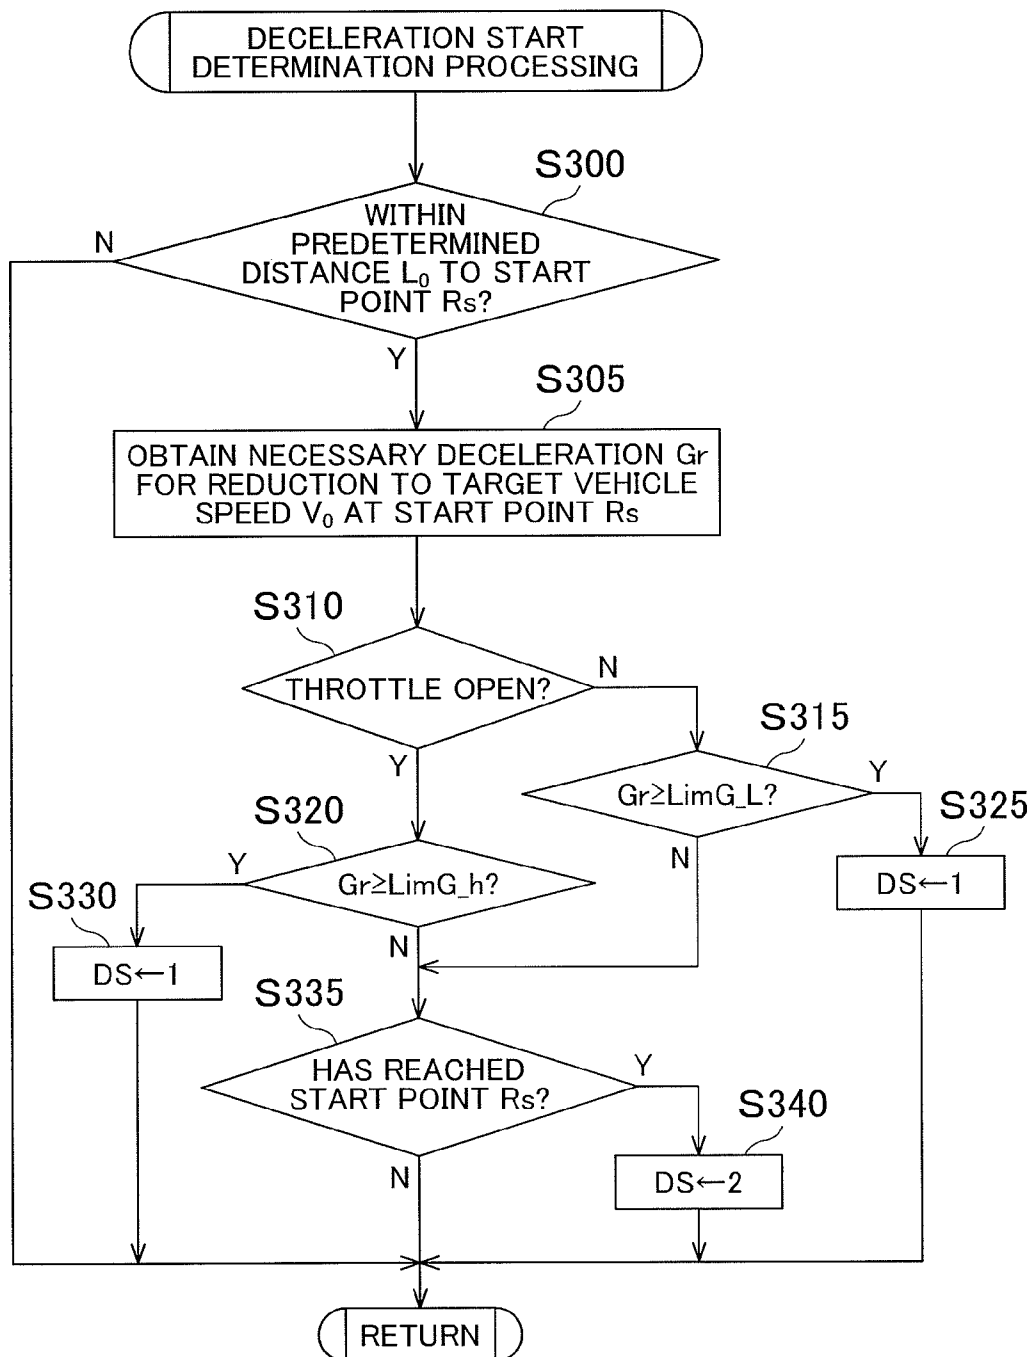 DECELERATION START
DETERMINATION PROCESSING
S300
WITHIN
PREDETERMINED
DISTANCE L₀ TO START
POINT Rs?
N
Y
S305
OBTAIN NECESSARY DECELERATION Gr
FOR REDUCTION TO TARGET VEHICLE
SPEED V₀ AT START POINT Rs
S310
THROTTLE OPEN?
N
Y
S315
Gr≥LimG_L?
Y
N
S325
DS←1
S320
Gr≥LimG_h?
Y
N
S330
DS←1
S335
HAS REACHED
START POINT Rs?
Y
N
S340
DS←2
RETURN